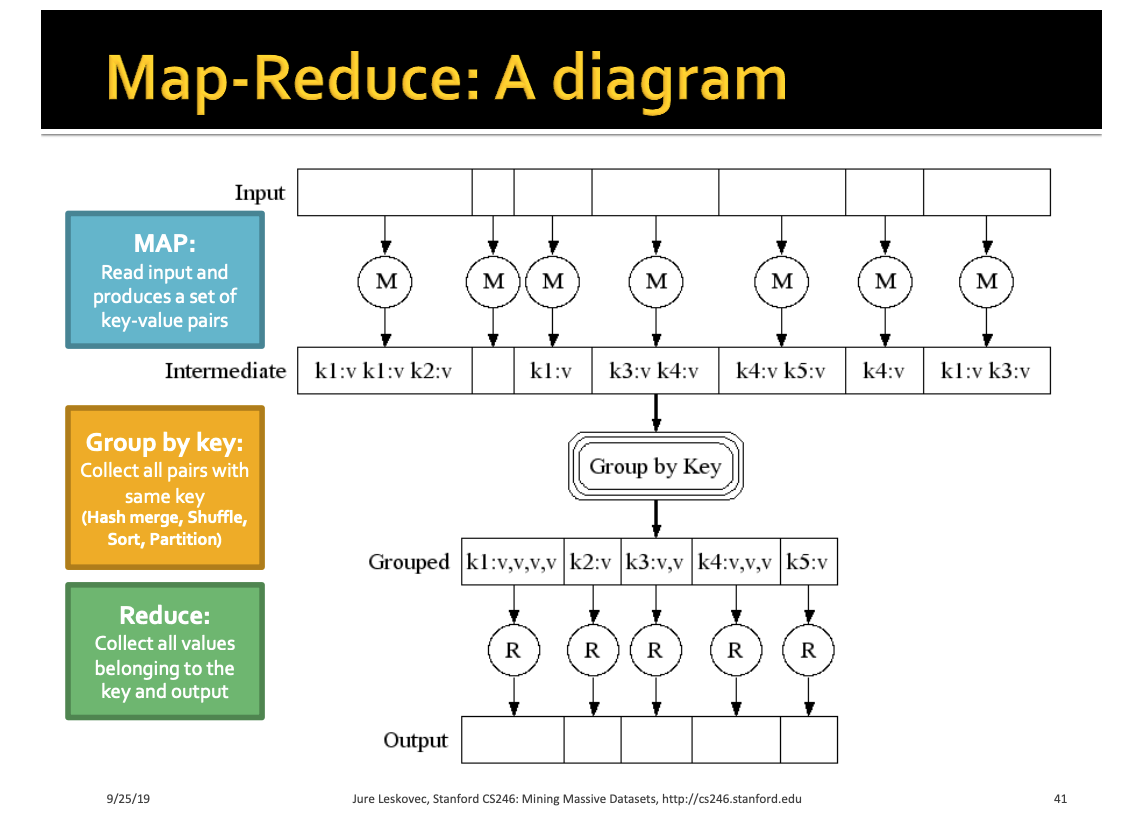 Map-Reduce: A diagram
Input
MAP:
Read input and
produces a set of
key-value pairs
M M M M M M M
Intermediate k1:v k1:v k2:v k1:v k3:v k4:v k4:v k5:v k4:v k1:v k3:v
Group by key:
Collect all pairs with
same key
(Hash merge, Shuffle,
Sort, Partition)
Group by Key
Grouped k1:v,v,v,v k2:v k3:v,v k4:v,v,v k5:v
Reduce:
Collect all values
belonging to the
key and output
R R R R R
Output
9/25/19 Jure Leskovec, Stanford CS246: Mining Massive Datasets, http://cs246.stanford.edu 41